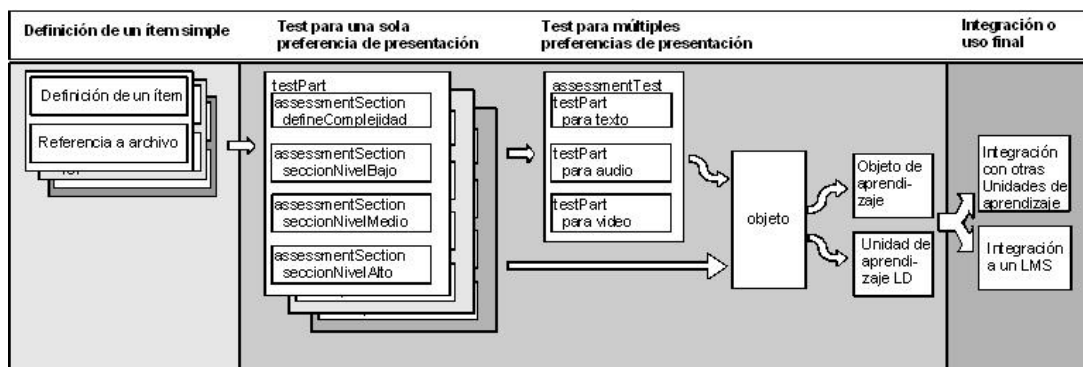 Definición de un ítem simple
Test para una sola
preferencia de presentación
Test para múltiples
preferencias de presentación
Integración o
uso final
Definición de un ítem
Referencia a archivo
testPart
assessmentSection
defineComplejidad
assessmentSection
seccionNivelBajo
assessmentSection
seccionNivelMedio
assessmentSection
seccionNivelAlto
assessmentTest
testPart
para texto
testPart
para audio
testPart
para video
objeto
Objeto de
aprendi-
zaje
Unidad de
aprendi-
zaje LD
Integración
con otras
Unidades de
aprendizaje
Integración
a un LMS